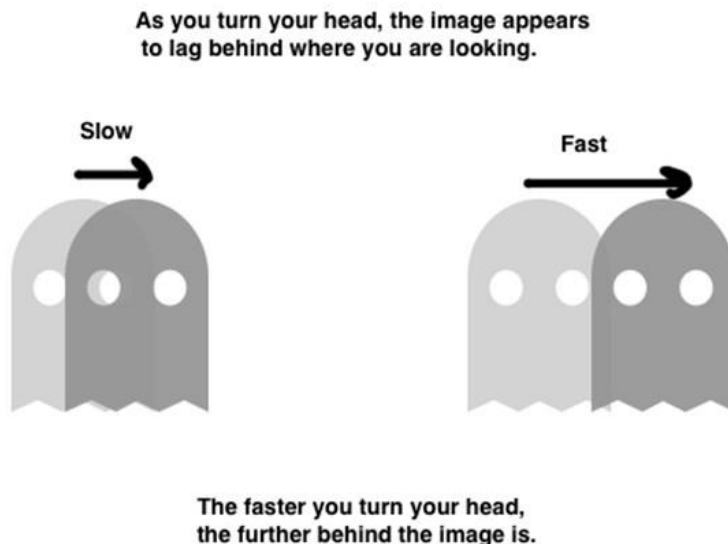 As you turn your head, the image appears
to lag behind where you are looking.
Slow
Fast
The faster you turn your head,
the further behind the image is.